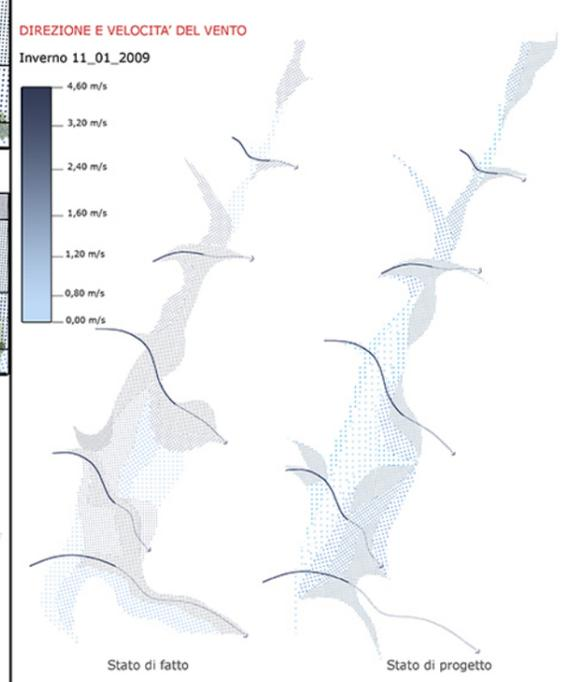 DIREZIONE E VELOCITA' DEL VENTO
Inverno 11_01_2009
4,60 m/s
3,20 m/s
2,40 m/s
1,60 m/s
1,20 m/s
0,80 m/s
0,00 m/s
Stato di fatto
Stato di progetto